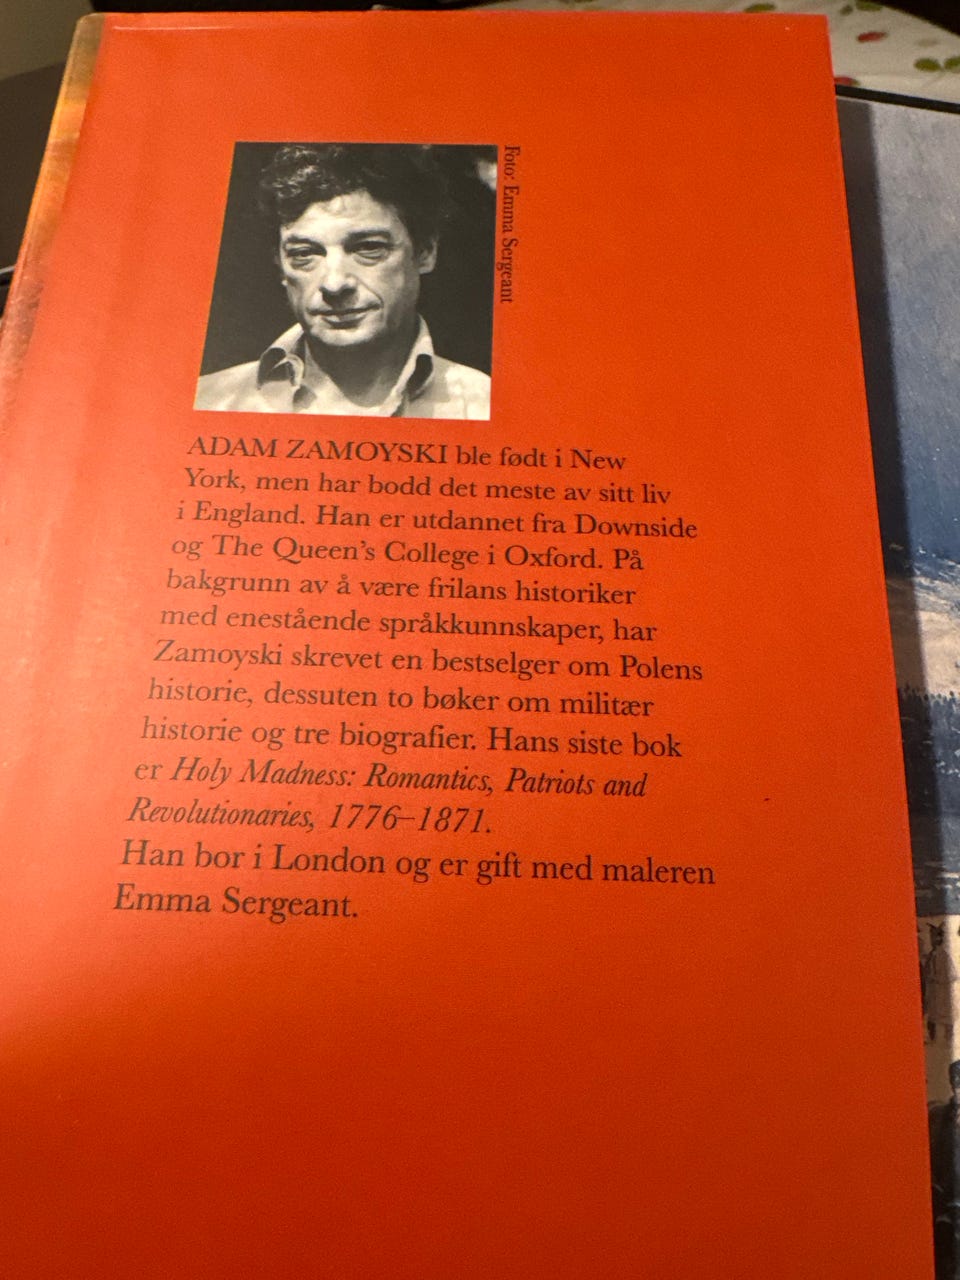 Foto: Emma Sergeant
ADAM ZAMOYSKI ble født i New
York, men har bodd det meste av sitt liv
i England. Han er utdannet fra Downside
og The Queen's College i Oxford. På
bakgrunn av å være frilans historiker
med enestående språkkunnskaper, har
Zamoyski skrevet en bestselger om Polens
historie, dessuten to bøker om militær
historie og tre biografier. Hans siste bok
er Holy Madness: Romantics, Patriots and
Revolutionaries, 1776–1871.
Han bor i London og er gift med maleren
Emma Sergeant.